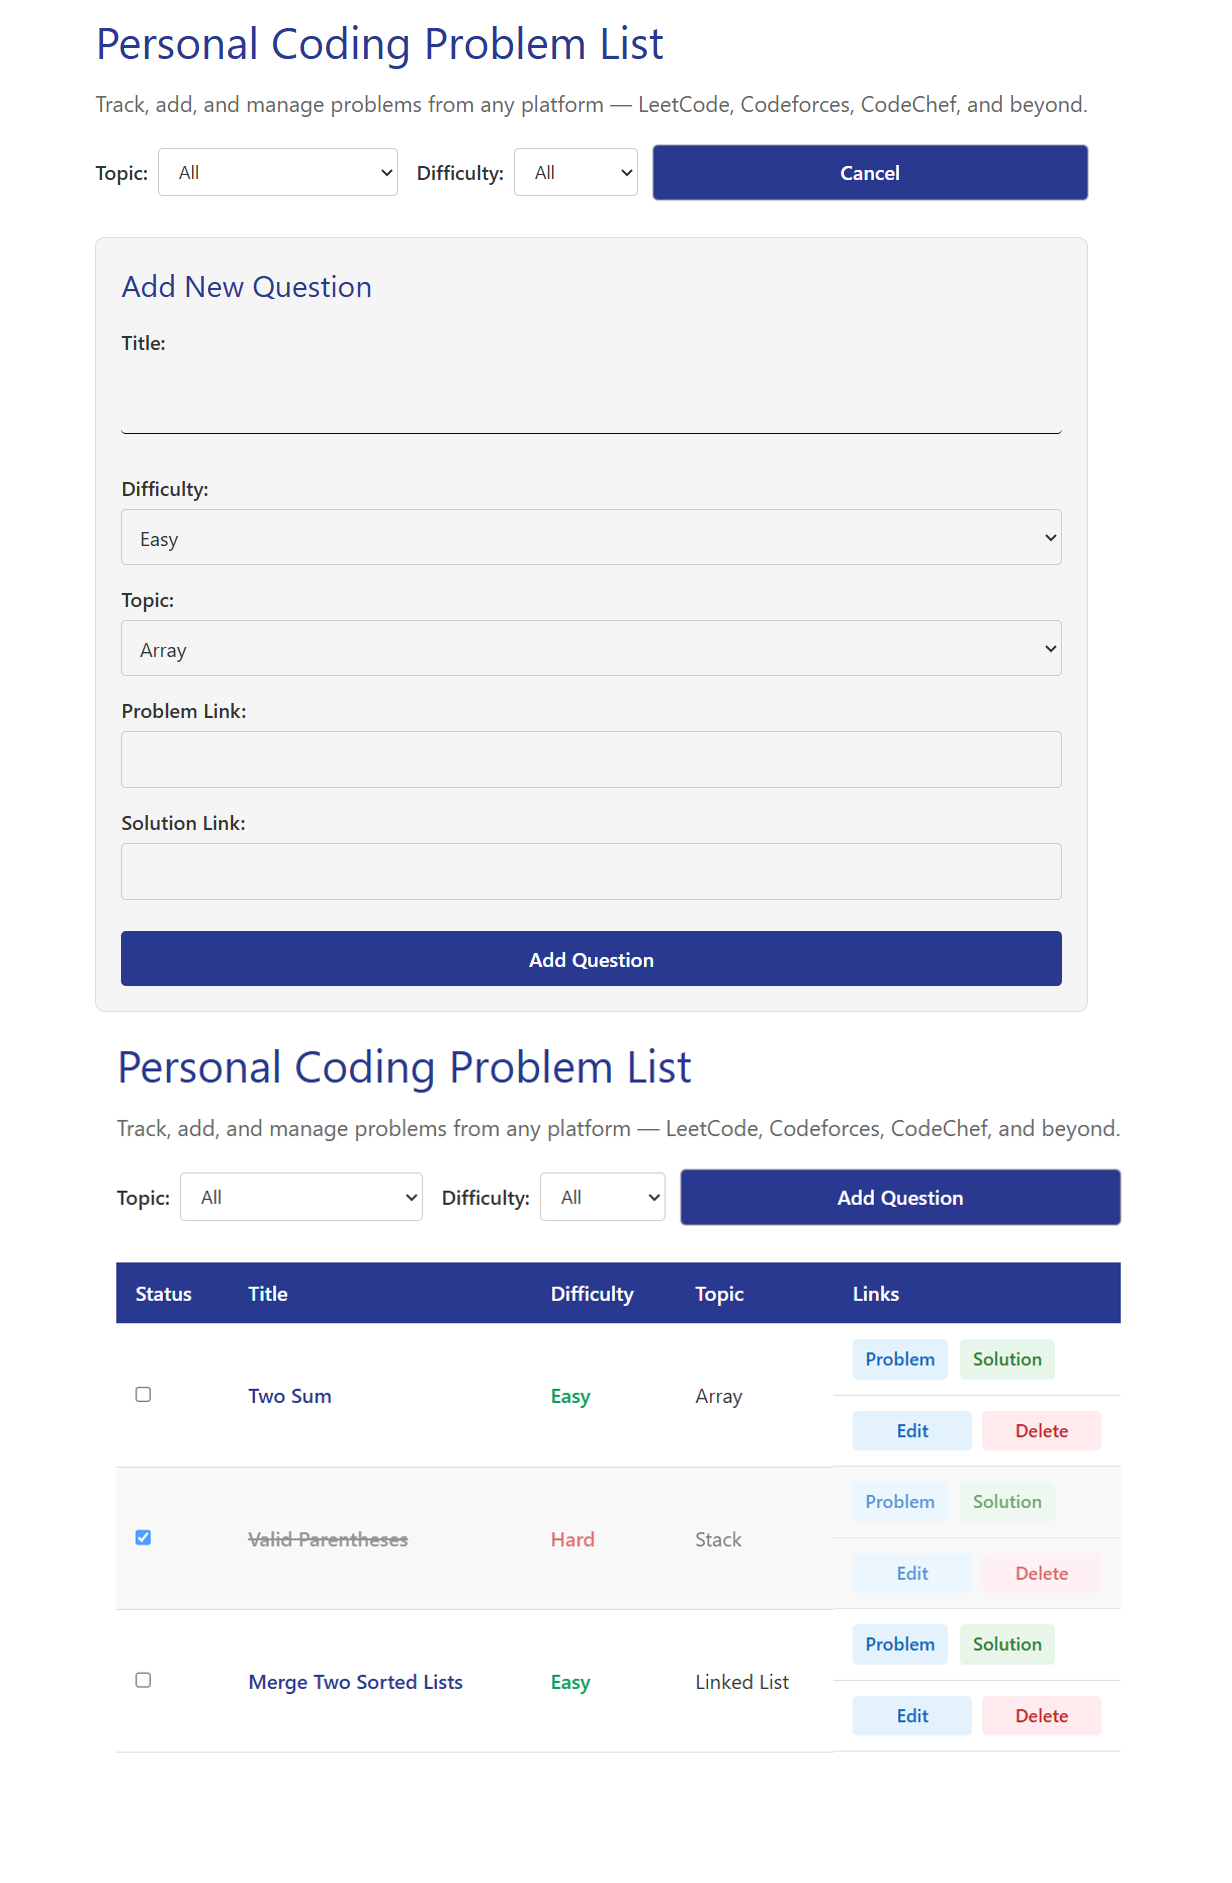 Personal Coding Problem List
Track, add, and manage problems from any platform — LeetCode, Codeforces, CodeChef, and beyond.
Topic: All Difficulty: All Cancel
Add New Question
Title:
Difficulty:
Easy
Topic:
Array
Problem Link:
Solution Link:
Add Question
Personal Coding Problem List
Track, add, and manage problems from any platform — LeetCode, Codeforces, CodeChef, and beyond.
Topic: All Difficulty: All Add Question
Status Title Difficulty Topic Links
Problem Solution
Two Sum Easy Array
Edit Delete
Problem Solution
Valid Parentheses Hard Stack
Edit Delete
Problem Solution
Merge Two Sorted Lists Easy Linked List
Edit Delete